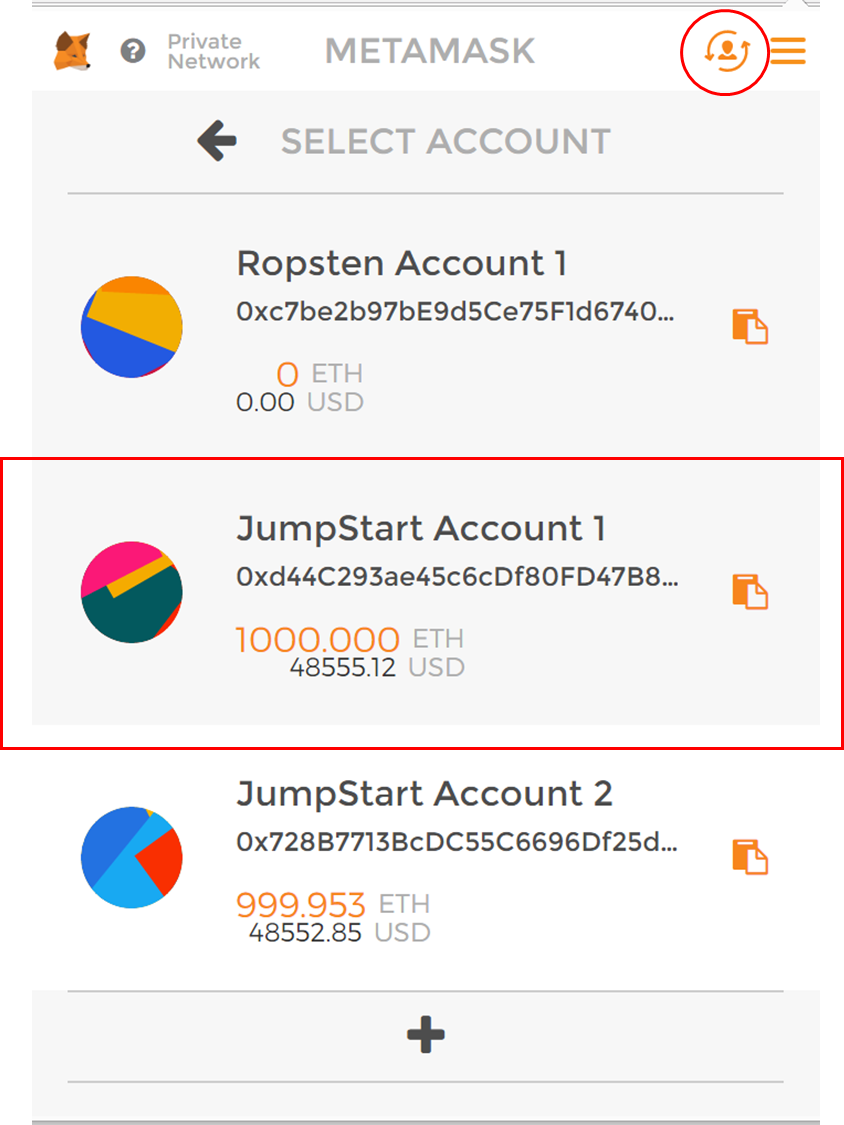 ?
Private
Network
METAMASK
SELECT ACCOUNT
Ropsten Account 1
0xc7be2b97bE9d5Ce75F1d6740...
0 ETH
0.00 USD
JumpStart Account 1
0xd44C293ae45c6cDf80FD47B8...
1000.000 ETH
48555.12 USD
JumpStart Account 2
0x728B7713BcDC55C6696Df25d...
999.953 ETH
48552.85 USD